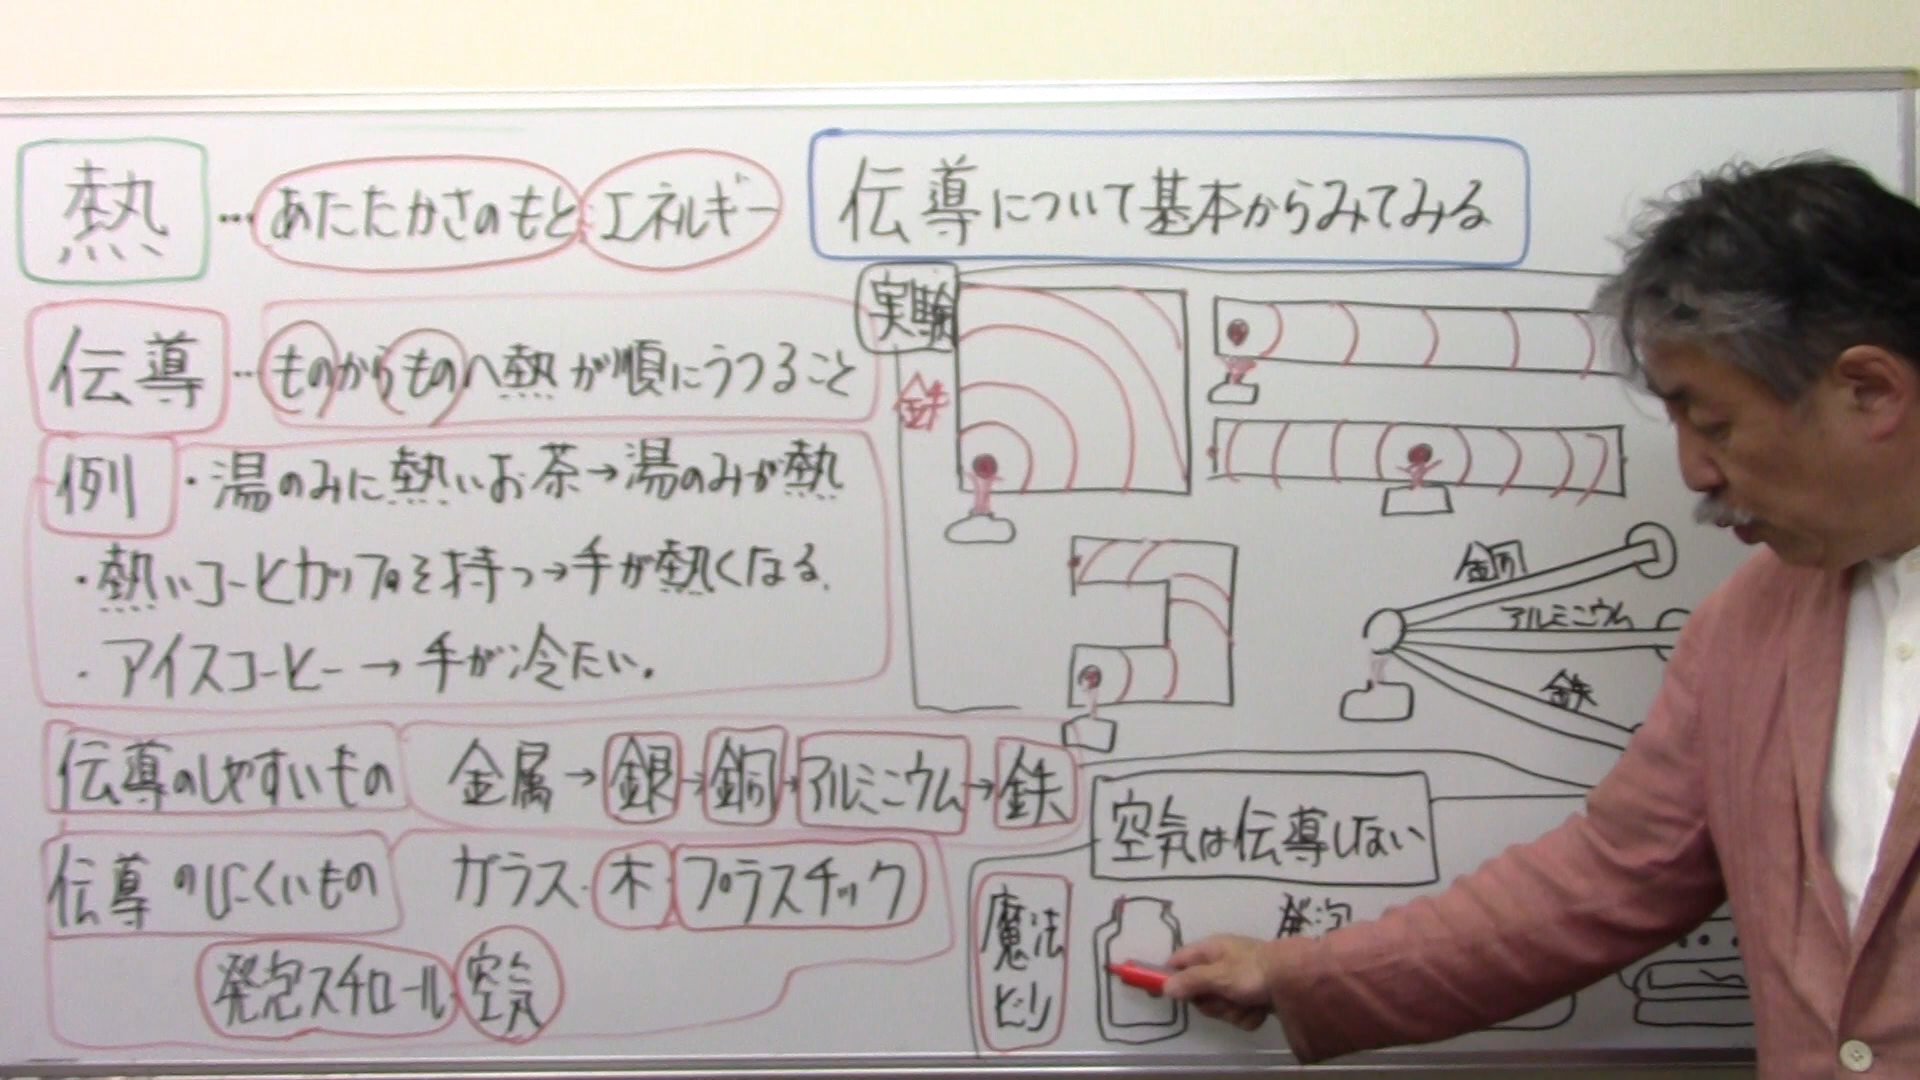 熱 … あたたかさのもと:エネルギー
伝導 … ものからものへ熱が順にうつること
例 ・湯のみに熱いお茶→湯のみが熱
・熱いコーヒカップを持つ→手が熱くなる.
・アイスコーヒー→手が冷たい.
伝導のしやすいもの 金属→銀→銅→アルミニウム→鉄
伝導のしにくいもの ガラス・木・プラスチック
発泡スチロール・空気
伝導について基本からみてみる
実験
鉄
銅
アルミニウム
鉄
空気は伝導しない
魔法
ビン
発泡